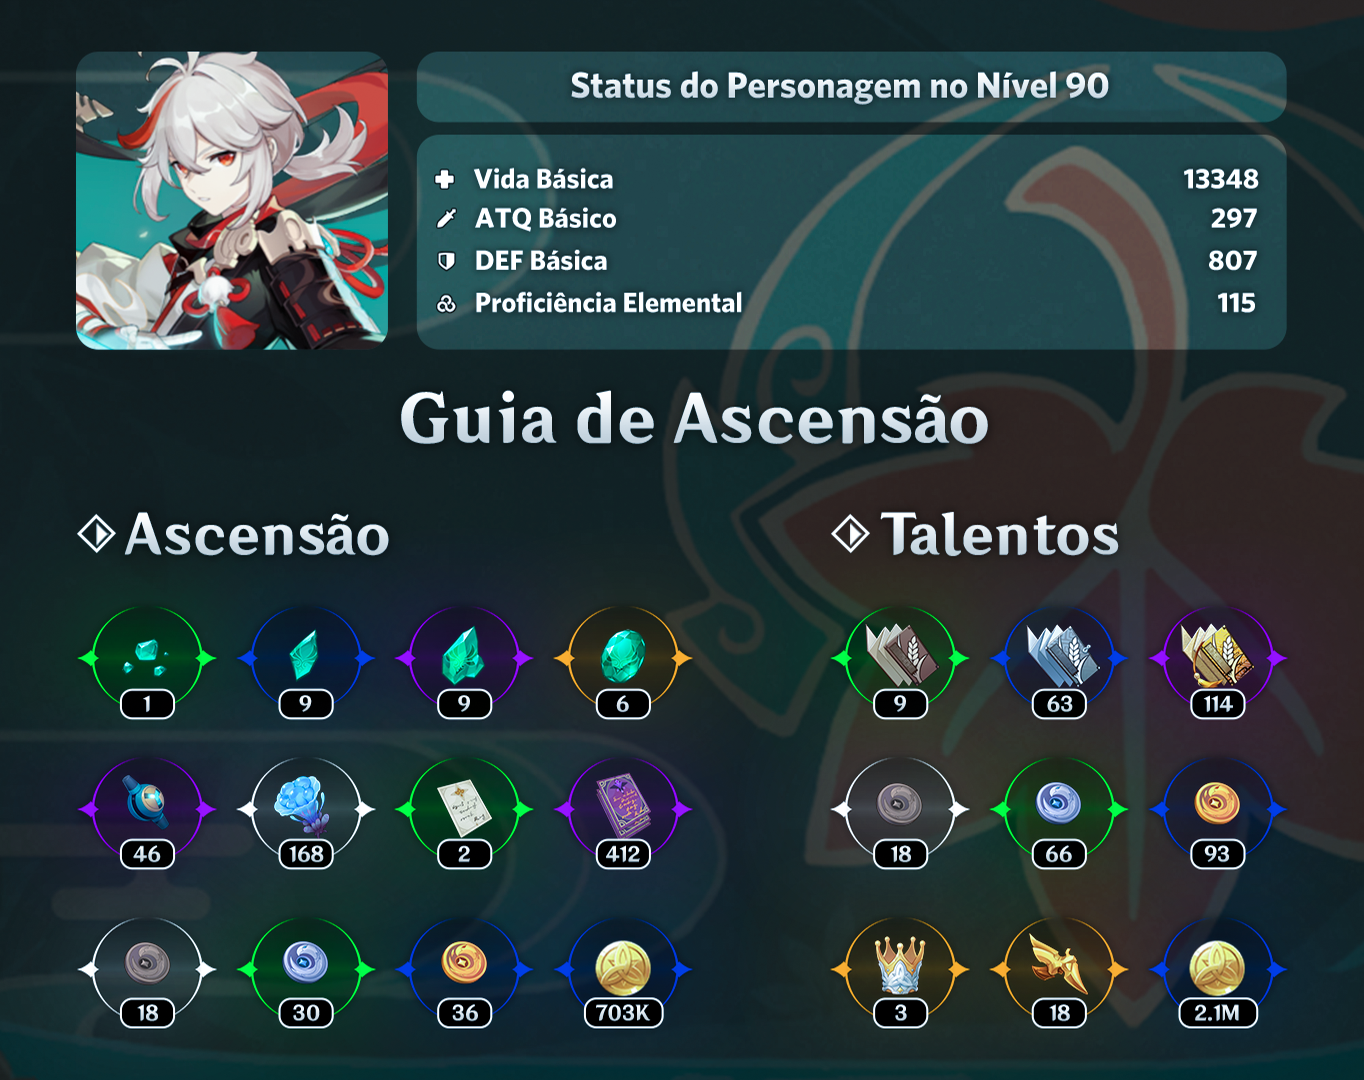 Status do Personagem no Nível 90
Vida Básica 13348
ATQ Básico 297
DEF Básica 807
Proficiência Elemental 115
Guia de Ascensão
Ascensão
Talentos
1 9 9 6
9 63 114
46 168 2 412
18 66 93
18 30 36 703K
3 18 2.1M